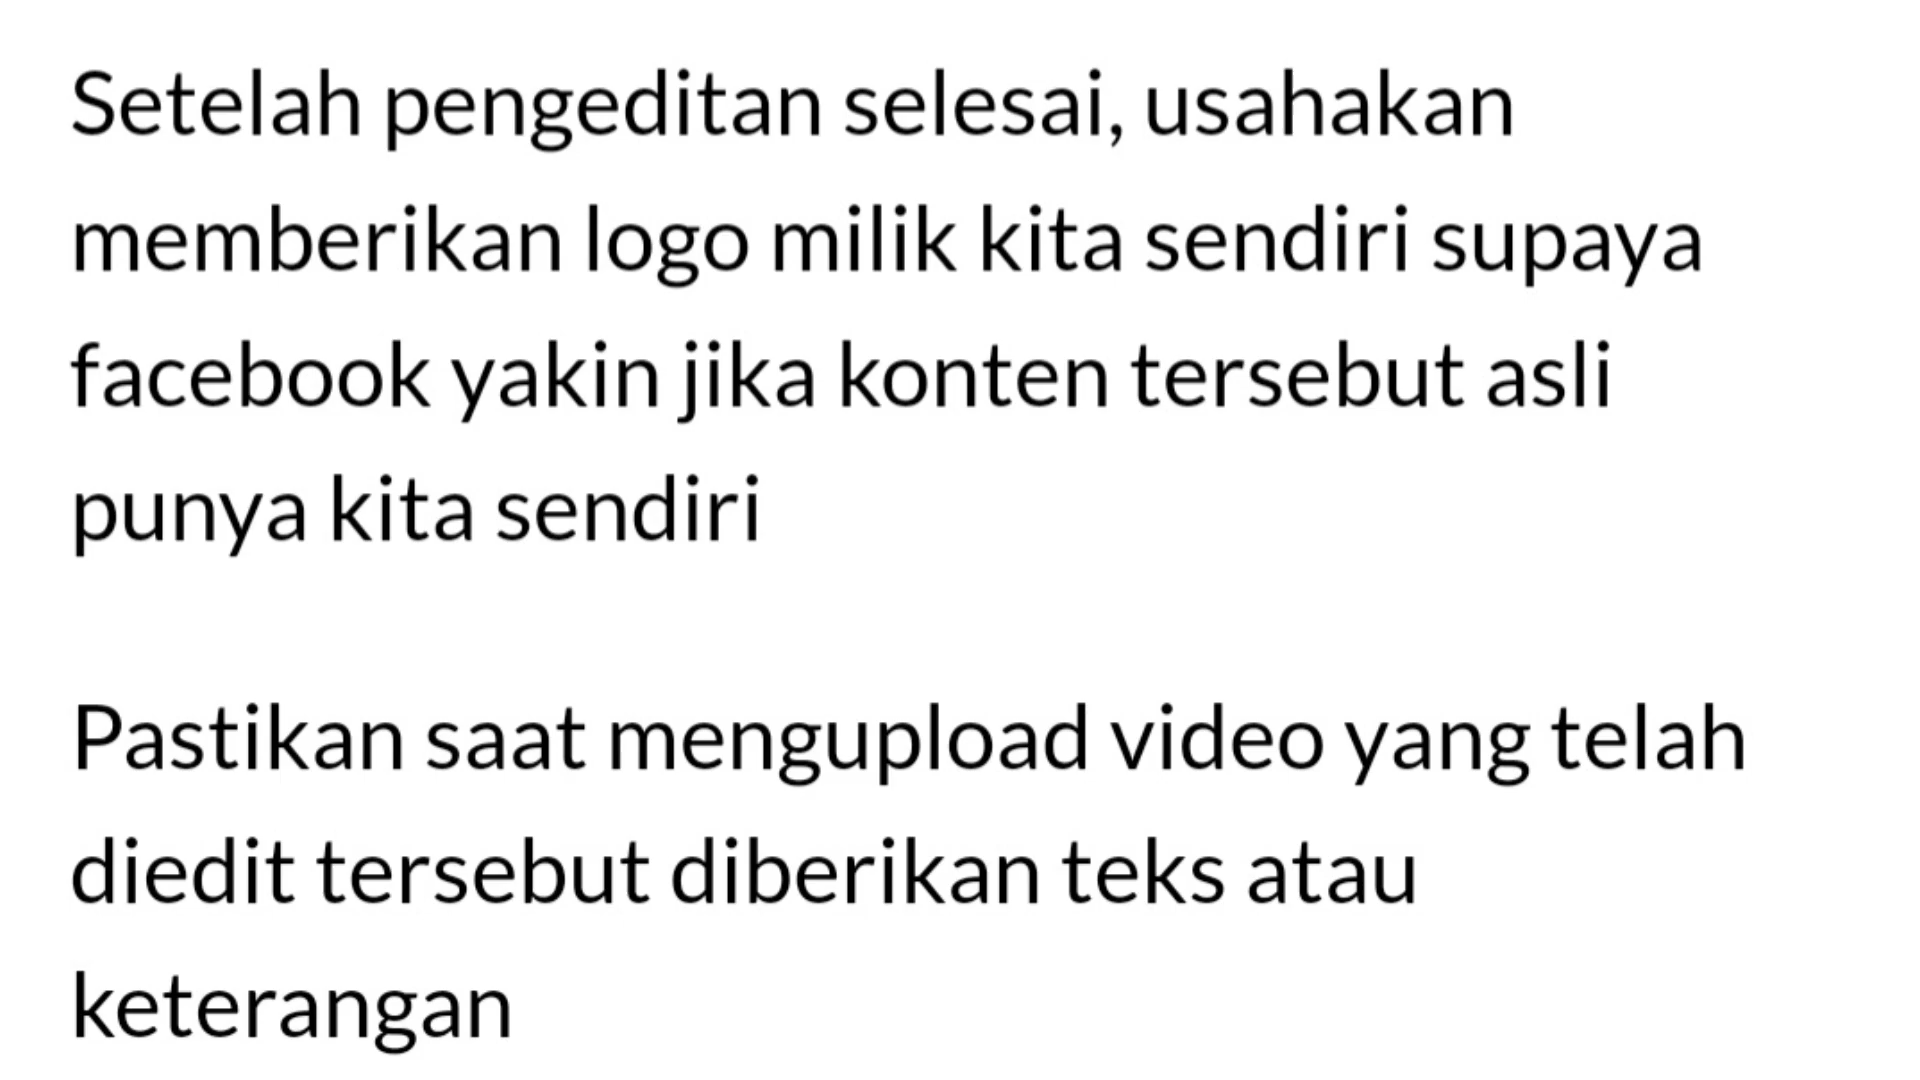 Setelah pengeditan selesai, usahakan
memberikan logo milik kita sendiri supaya
facebook yakin jika konten tersebut asli
punya kita sendiri
Pastikan saat mengupload video yang telah
diedit tersebut diberikan teks atau
keterangan